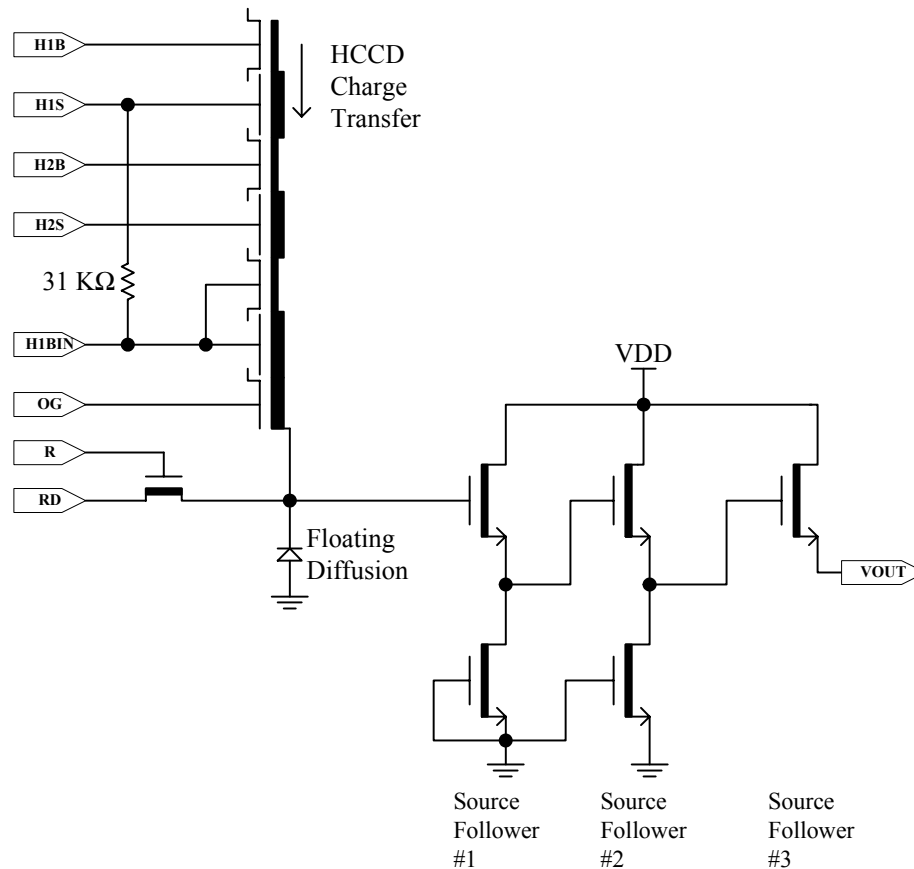 H1B
HCCD
Charge
Transfer
H1S
H2B
H2S
31 KΩ
H1BIN
VDD
OG
R
RD
Floating
Diffusion
VOUT
Source
Follower
#1
Source
Follower
#2
Source
Follower
#3